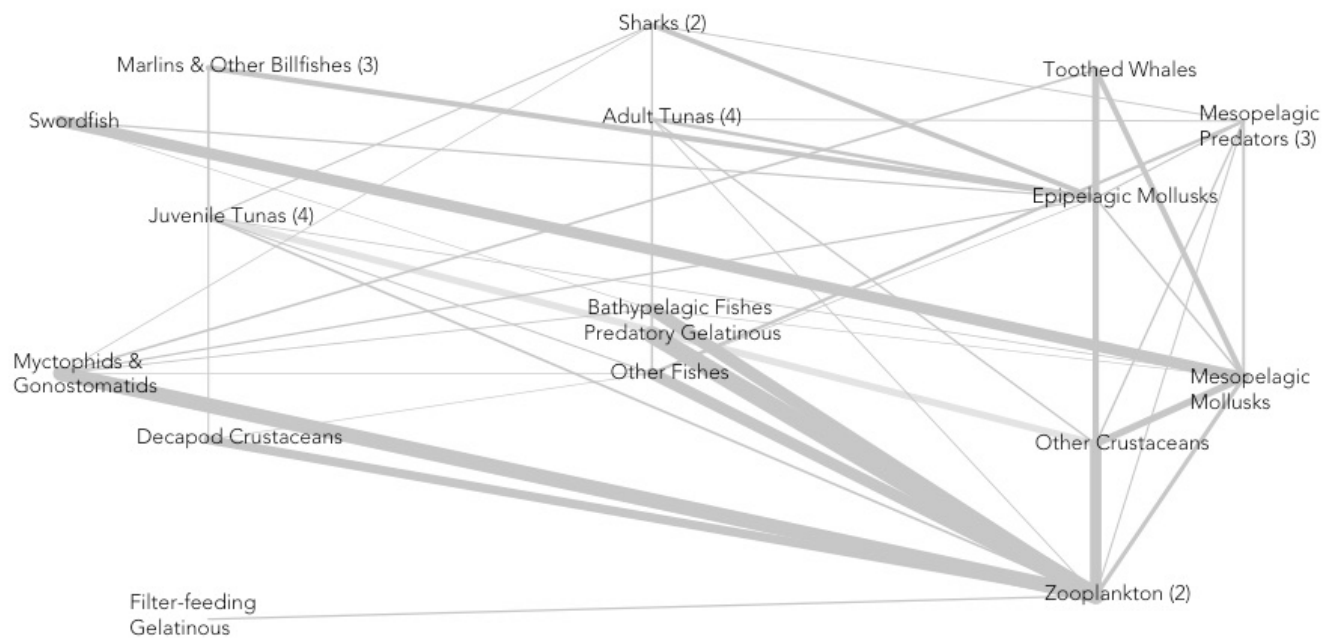 Sharks (2)
Marlins & Other Billfishes (3)
Toothed Whales
Swordfish
Adult Tunas (4)
Mesopelagic
Predators (3)
Epipelagic Mollusks
Juvenile Tunas (4)
Bathypelagic Fishes
Predatory Gelatinous
Other Fishes
Myctophids &
Gonostomatids
Mesopelagic
Mollusks
Decapod Crustaceans
Other Crustaceans
Zooplankton (2)
Filter-feeding
Gelatinous